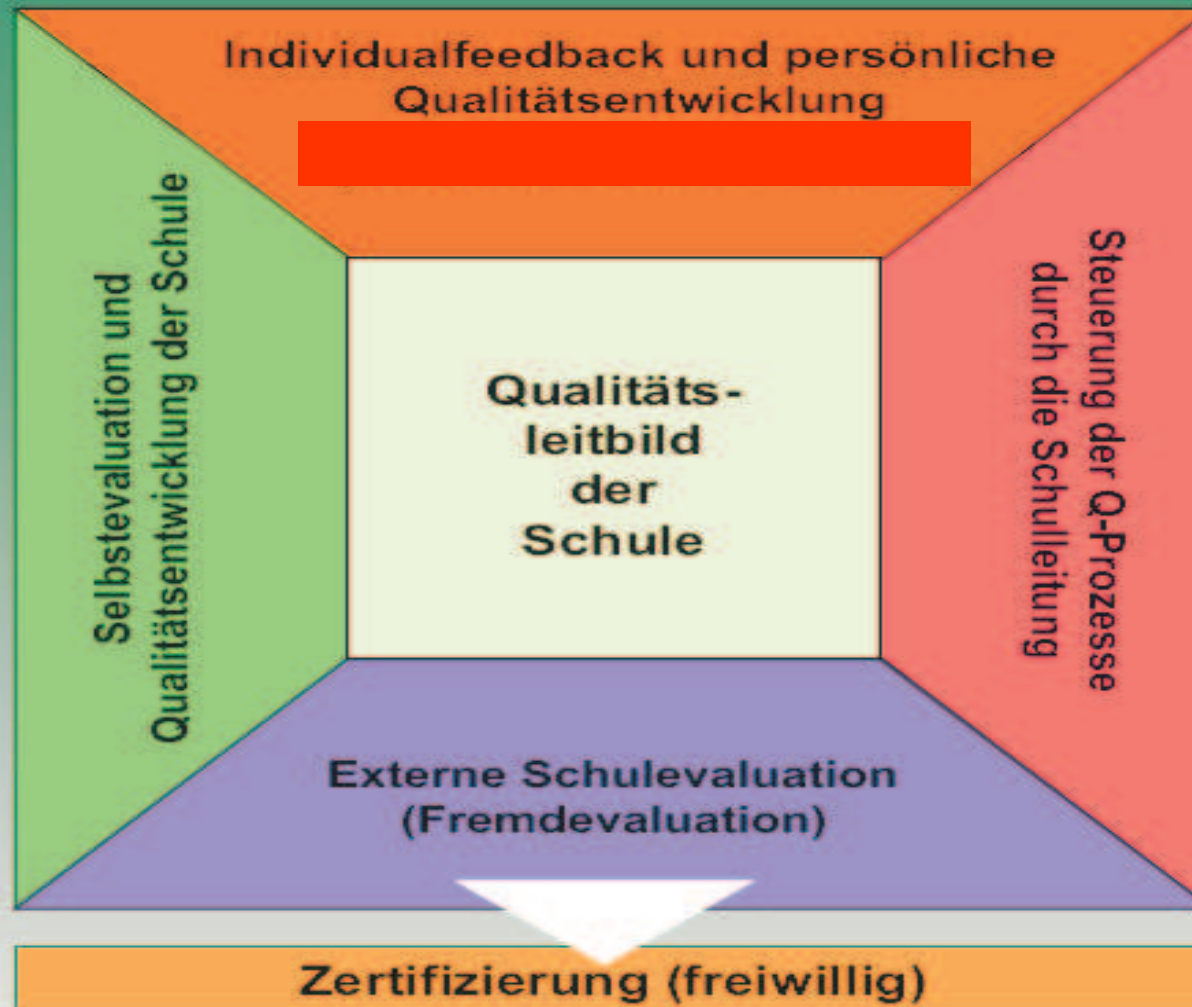 Individualfeedback und persönliche
Qualitätsentwicklung
Selbstevaluation und
Qualitätsentwicklung der Schule
Qualitäts-
leitbild
der
Schule
Steuerung der Q-Prozesse
durch die Schulleitung
Externe Schulevaluation
(Fremdevaluation)
Zertifizierung (freiwillig)